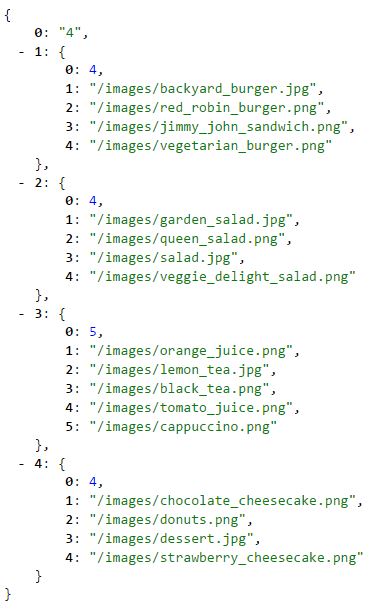 {
    0: "4",
  - 1: {
        0: 4,
        1: "/images/backyard_burger.jpg",
        2: "/images/red_robin_burger.png",
        3: "/images/jimmy_john_sandwich.png",
        4: "/images/vegetarian_burger.png"
    },
  - 2: {
        0: 4,
        1: "/images/garden_salad.jpg",
        2: "/images/queen_salad.png",
        3: "/images/salad.jpg",
        4: "/images/veggie_delight_salad.png"
    },
  - 3: {
        0: 5,
        1: "/images/orange_juice.png",
        2: "/images/lemon_tea.jpg",
        3: "/images/black_tea.png",
        4: "/images/tomato_juice.png",
        5: "/images/cappuccino.png"
    },
  - 4: {
        0: 4,
        1: "/images/chocolate_cheesecake.png",
        2: "/images/donuts.png",
        3: "/images/dessert.jpg",
        4: "/images/strawberry_cheesecake.png"
    }
}